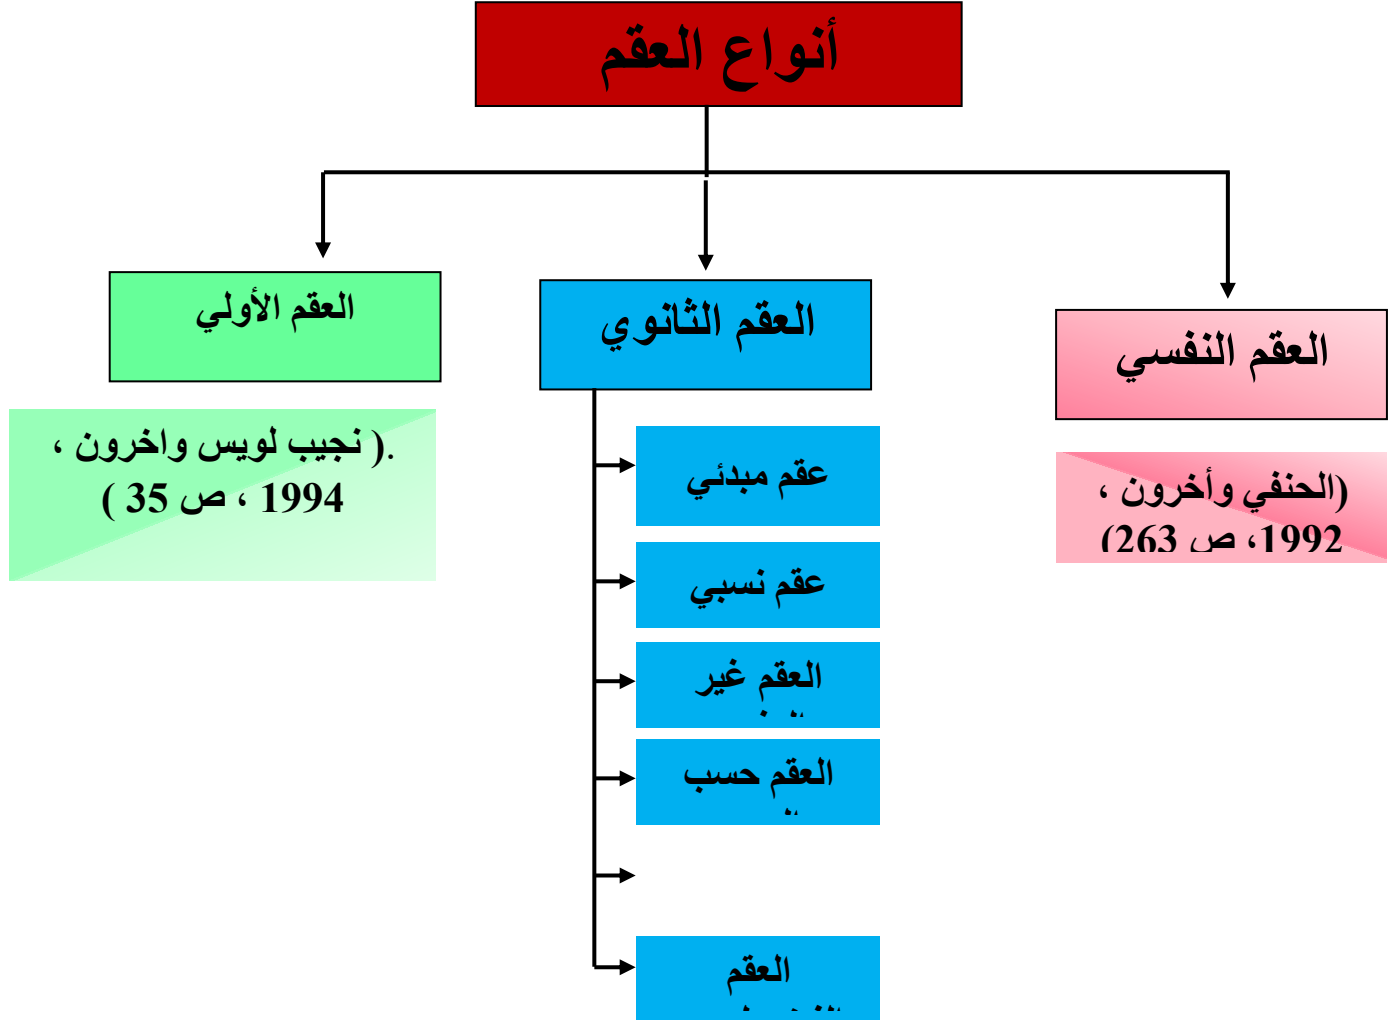 أنواع العقم
العقم الأولي
العقم الثانوي
العقم النفسي
.( نجيب لويس واخرون ،
1994 ، ص 35 )
(الحنفي وأخرون ،
1992، ص 263)
عقم مبدئي
عقم نسبي
العقم غير
العقم حسب
العقم